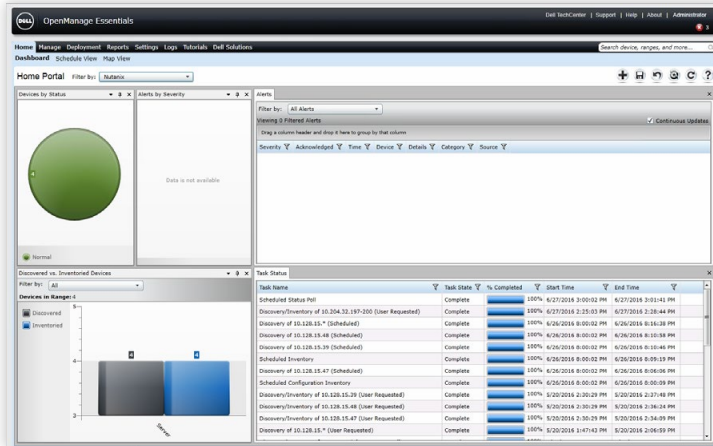 DELL OpenManage Essentials
Dell TechCenter | Support | Help | About | Administrator
3
Home Manage Deployment Reports Settings Logs Tutorials Dell Solutions
Search device, ranges, and more...
Dashboard Schedule View Map View
Home Portal Filter by: Nutanix
Devices by Status
4
Normal
Alerts by Severity
Data is not available
Alerts
Filter by: All Alerts
Viewing 0 Filtered Alerts
Continuous Updates
Drag a column header and drop it here to group by that column
Severity Acknowledged Time Device Details Category Source
Discovered vs. Inventoried Devices
Filter by: All
Devices in Range: 4
Discovered
Inventoried
5
4
3
4 4
Server
Task Status
Task Name Task State % Completed Start Time End Time
Scheduled Status Poll Complete 100% 6/27/2016 3:00:02 PM 6/27/2016 3:01:41 PM
Discovery/Inventory of 10.204.32.197-200 (User Requested) Complete 100% 6/27/2016 2:25:03 PM 6/27/2016 2:28:44 PM
Discovery of 10.128.15.* (Scheduled) Complete 100% 6/26/2016 8:00:02 PM 6/26/2016 8:16:38 PM
Discovery of 10.128.15.48 (Scheduled) Complete 100% 6/26/2016 8:00:02 PM 6/26/2016 8:10:58 PM
Discovery of 10.128.15.39 (Scheduled) Complete 100% 6/26/2016 8:00:02 PM 6/26/2016 8:10:46 PM
Scheduled Inventory Complete 100% 6/26/2016 8:00:02 PM 6/26/2016 8:09:19 PM
Discovery of 10.128.15.47 (Scheduled) Complete 100% 6/26/2016 8:00:02 PM 6/26/2016 8:06:06 PM
Scheduled Configuration Inventory Complete 100% 6/26/2016 8:00:02 PM 6/26/2016 8:00:09 PM
Discovery/Inventory of 10.128.15.39 (User Requested) Complete 100% 5/20/2016 2:30:29 PM 5/20/2016 2:37:48 PM
Discovery/Inventory of 10.128.15.48 (User Requested) Complete 100% 5/20/2016 2:30:29 PM 5/20/2016 2:36:24 PM
Discovery/Inventory of 10.128.15.47 (User Requested) Complete 100% 5/20/2016 2:30:29 PM 5/20/2016 2:34:09 PM
Discovery of 10.128.15.* (User Requested) Complete 100% 5/20/2016 1:47:43 PM 5/20/2016 2:06:59 PM